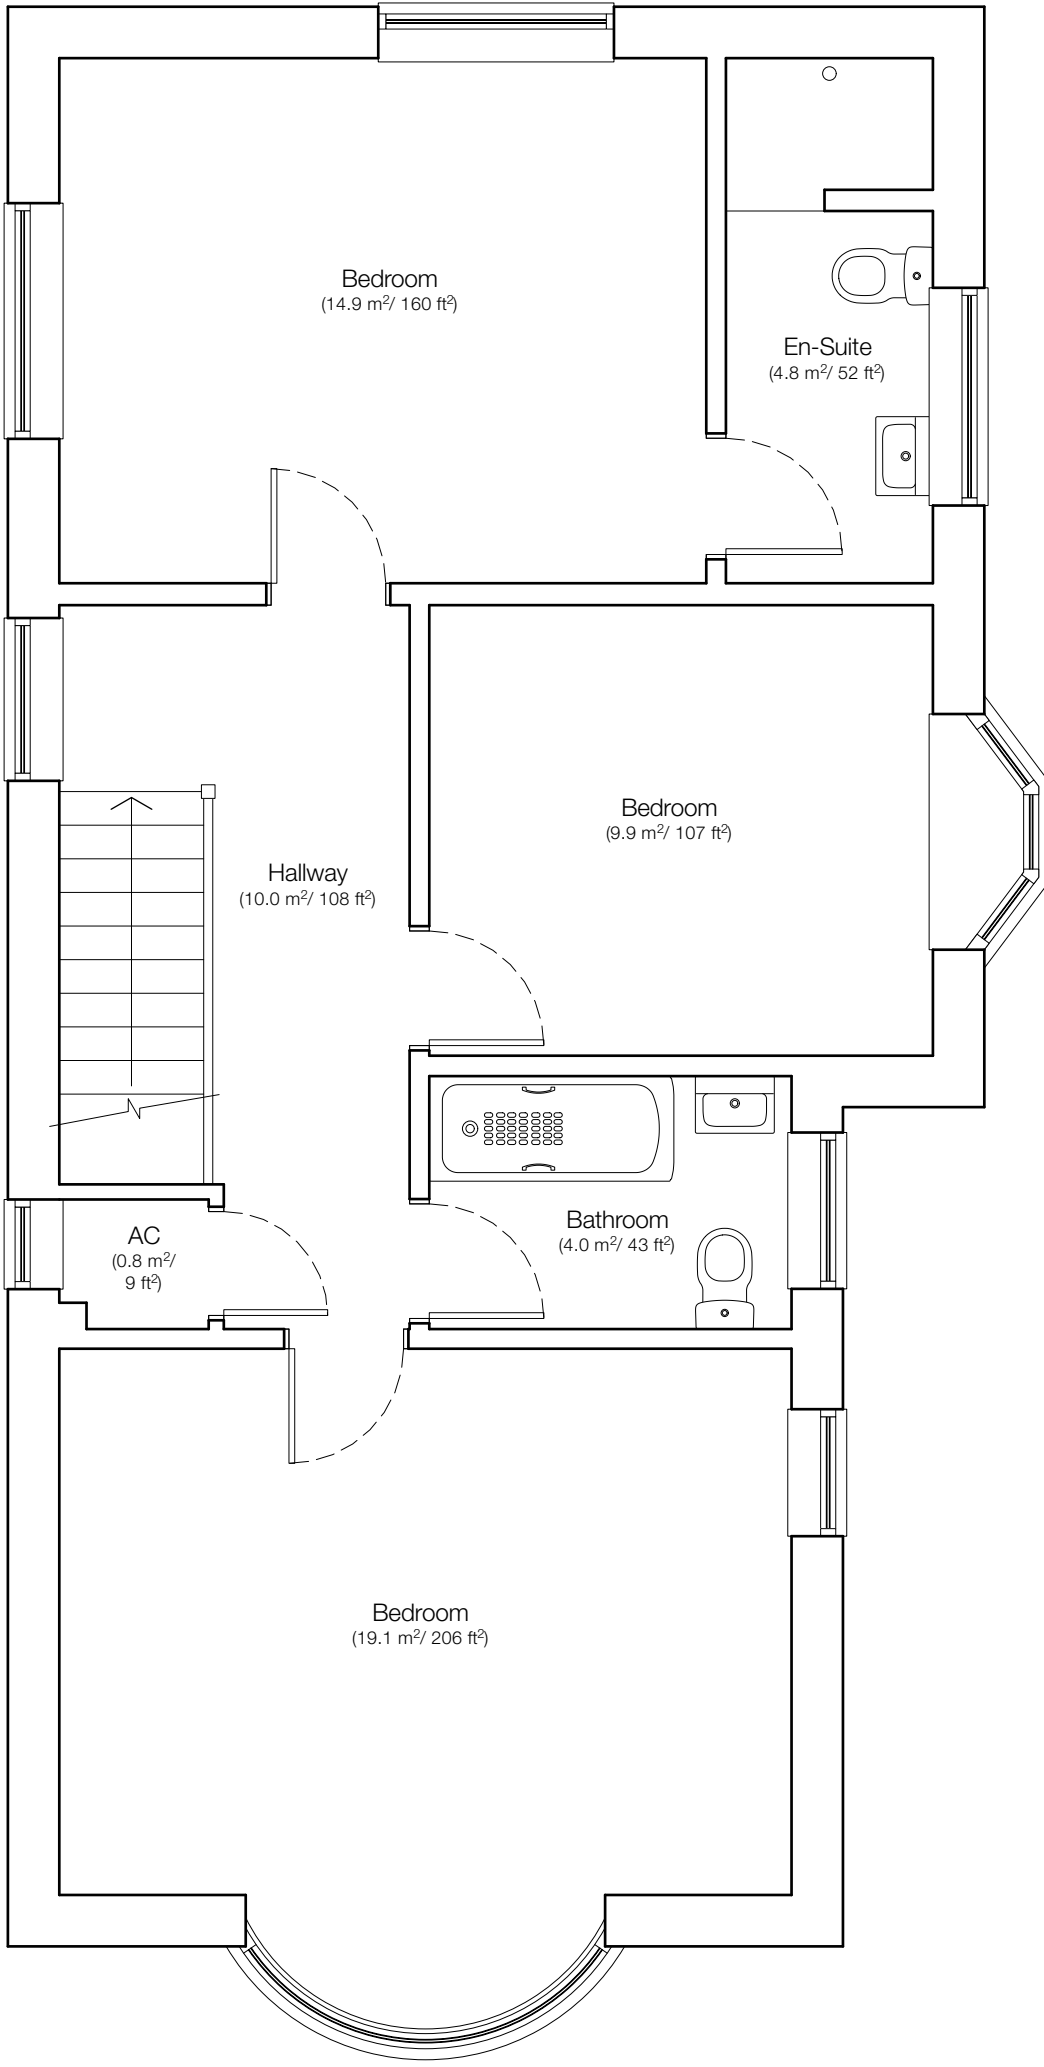 Bedroom
(14.9 m²/ 160 ft²)
En-Suite
(4.8 m²/ 52 ft²)
Bedroom
(9.9 m²/ 107 ft²)
Hallway
(10.0 m²/ 108 ft²)
AC
(0.8 m²/
9 ft²)
Bathroom
(4.0 m²/ 43 ft²)
Bedroom
(19.1 m²/ 206 ft²)